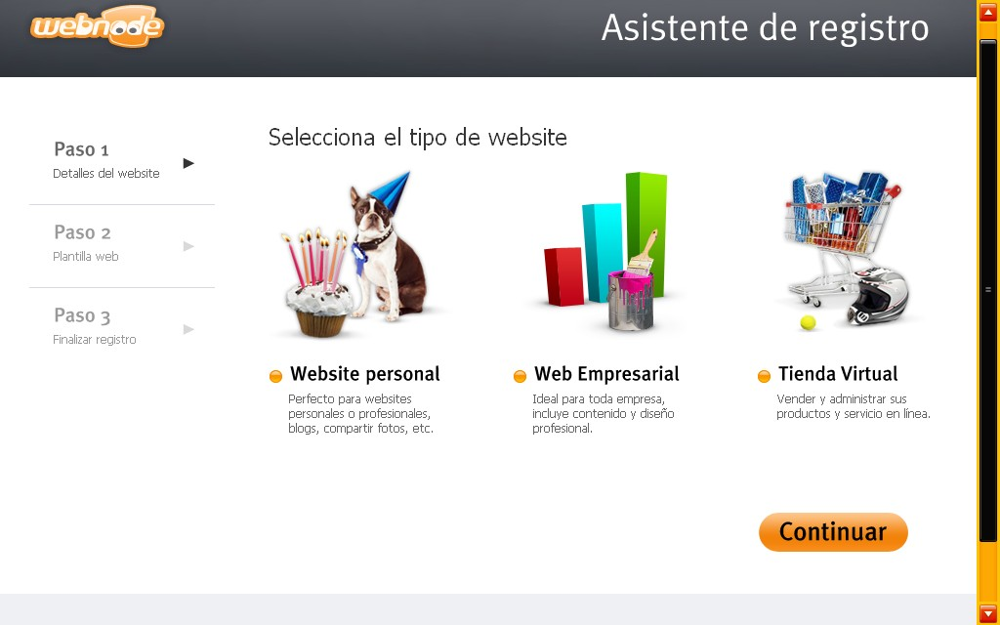 webnode
Asistente de registro
Selecciona el tipo de website
Paso 1
Detalles del website
Paso 2
Plantilla web
Paso 3
Finalizar registro
Website personal
Perfecto para websites
personales o profesionales,
blogs, compartir fotos, etc.
Web Empresarial
Ideal para toda empresa,
incluye contenido y diseño
profesional.
Tienda Virtual
Vender y administrar sus
productos y servicio en línea.
Continuar